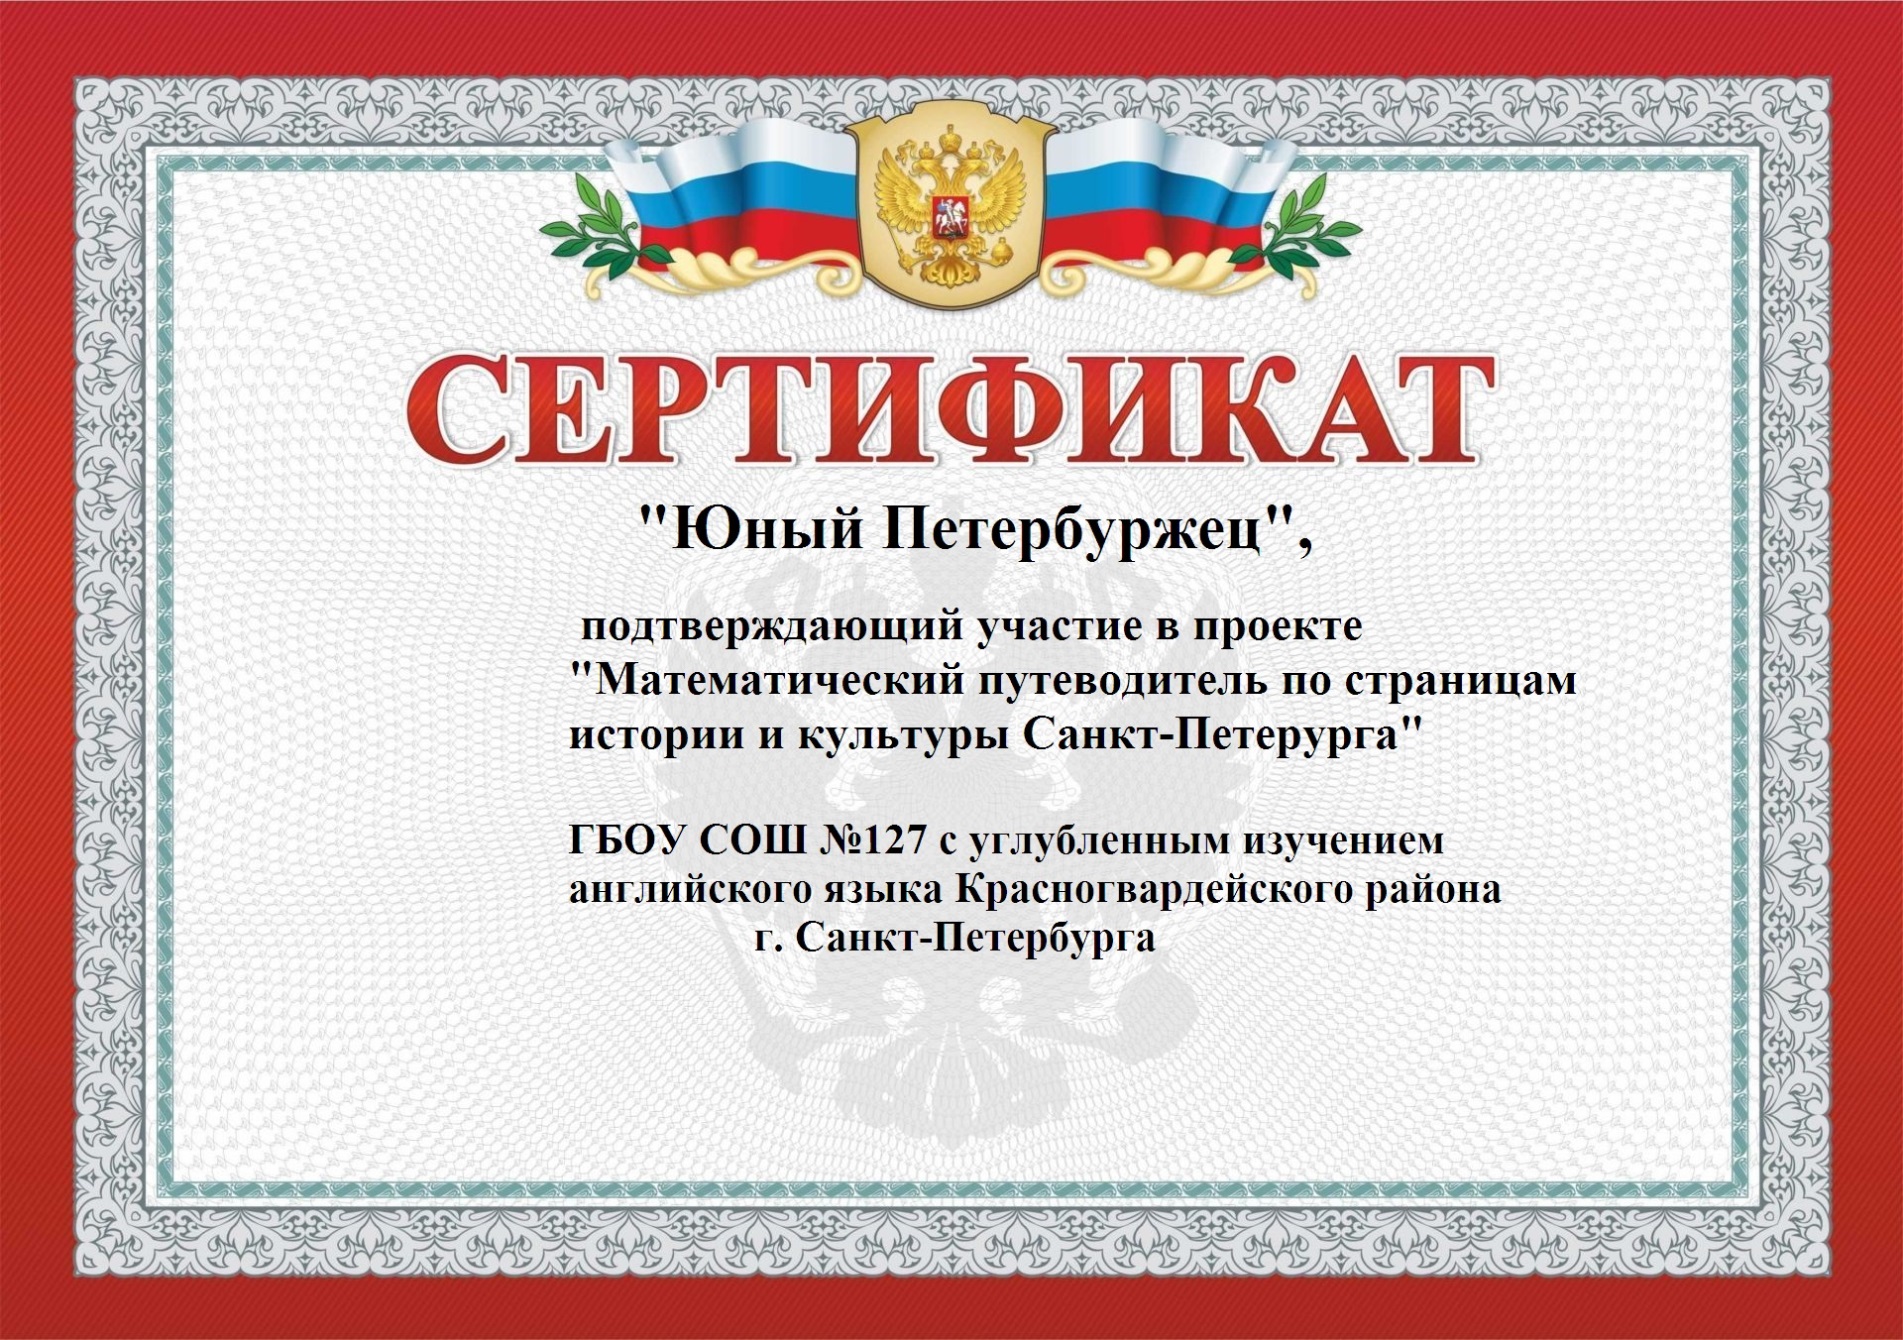 СЕРТИФИКАТ
"Юный Петербуржец",
подтверждающий участие в проекте
"Математический путеводитель по страницам
истории и культуры Санкт-Петерурга"
ГБОУ СОШ №127 с углубленным изучением
английского языка Красногвардейского района
г. Санкт-Петербурга